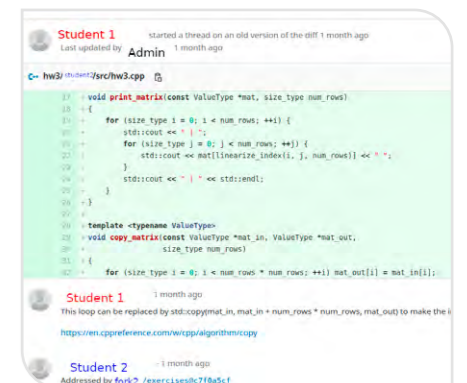 Student 1 started a thread on an old version of the diff 1 month ago
Last updated by Admin 1 month ago
C++ hw3/ student2/src/hw3.cpp
17 + void print_matrix(const ValueType *mat, size_type num_rows)
18 + {
19 + for (size_type i = 0; i < num_rows; ++i) {
20 + std::cout << " | ";
21 + for (size_type j = 0; j < num_rows; ++j) {
22 + std::cout << mat[linearize_index(i, j, num_rows)] << " ";
23 + }
24 + std::cout << " | " << std::endl;
25 + }
26 + }
27 +
28 + template <typename ValueType>
29 + void copy_matrix(const ValueType *mat_in, ValueType *mat_out,
30 + size_type num_rows)
31 + {
32 + for (size_type i = 0; i < num_rows * num_rows; ++i) mat_out[i] = mat_in[i];
Student 1 1 month ago
This loop can be replaced by std::copy(mat_in, mat_in + num_rows * num_rows, mat_out) to make the
https://en.cppreference.com/w/cpp/algorithm/copy
Student 2 · 1 month ago
Addressed by fork2 /exercises@c7f0a5cf